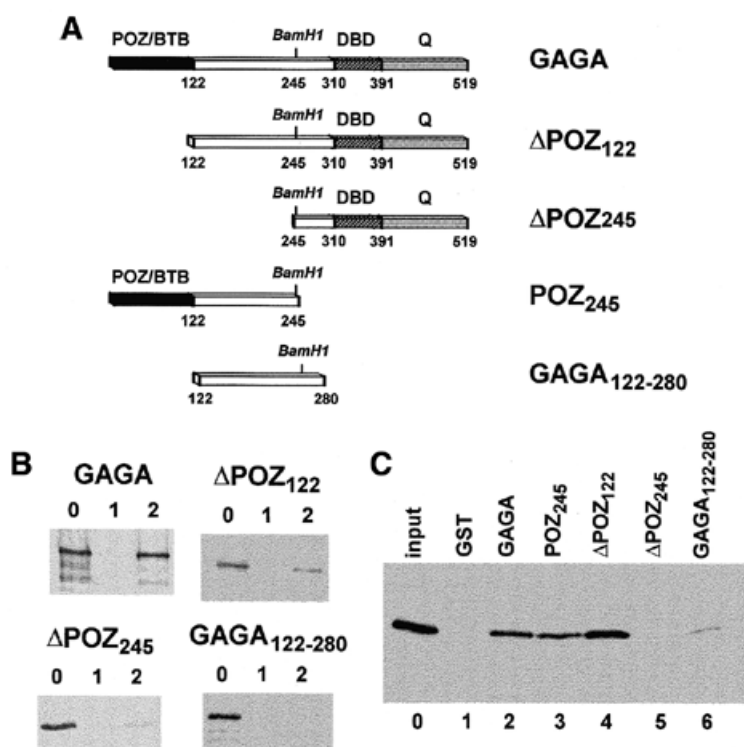 A
POZ/BTB BamH1 DBD Q
GAGA
122 245 310 391 519
BamH1 DBD Q
ΔPOZ122
122 245 310 391 519
BamH1 DBD Q
ΔPOZ245
245 310 391 519
POZ/BTB BamH1
POZ245
122 245
BamH1
GAGA122-280
122 280
B
GAGA
0 1 2
ΔPOZ122
0 1 2
ΔPOZ245
0 1 2
GAGA122-280
0 1 2
C
input GST GAGA POZ245 ΔPOZ122 ΔPOZ245 GAGA122-280
0 1 2 3 4 5 6